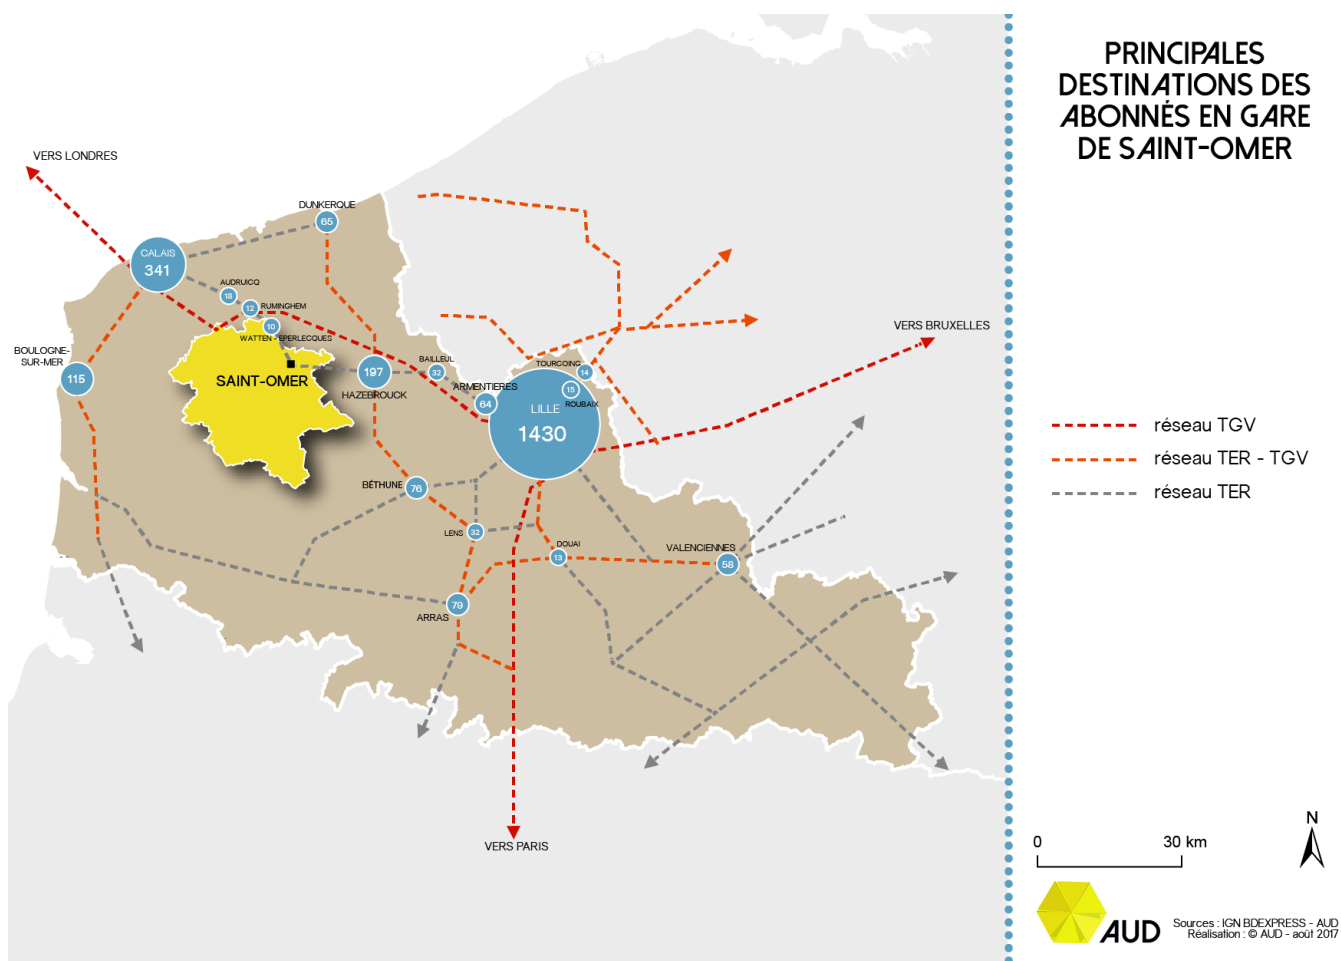 PRINCIPALES
DESTINATIONS DES
ABONNÉS EN GARE
DE SAINT-OMER
VERS LONDRES
DUNKERQUE
65
CALAIS
341
AUDRUICQ
18
12
RUMINGHEM
10
WATTEN - EPERLECQUES
VERS BRUXELLES
BOULOGNE-
SUR-MER
115
SAINT-OMER
197
HAZEBROUCK
BAILLEUL
32
ARMENTIERES
64
TOURCOING
14
15
ROUBAIX
LILLE
1430
réseau TGV
réseau TER - TGV
réseau TER
BÉTHUNE
76
LENS
32
DOUAI
13
VALENCIENNES
58
79
ARRAS
VERS PARIS
N
0
30 km
AUD
Sources : IGN BDEXPRESS - AUD
Réalisation : © AUD - août 2017